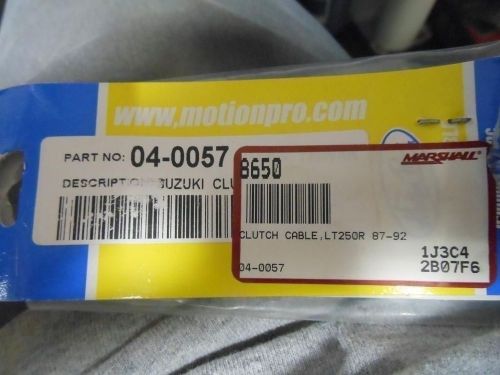 www.motionpro.com
PART NO: 04-0057
DESCRIPTION: SUZUKI CLU
8650
MARSHALL
CLUTCH CABLE,LT250R 87-92
1J3C4
04-0057
2B07F6